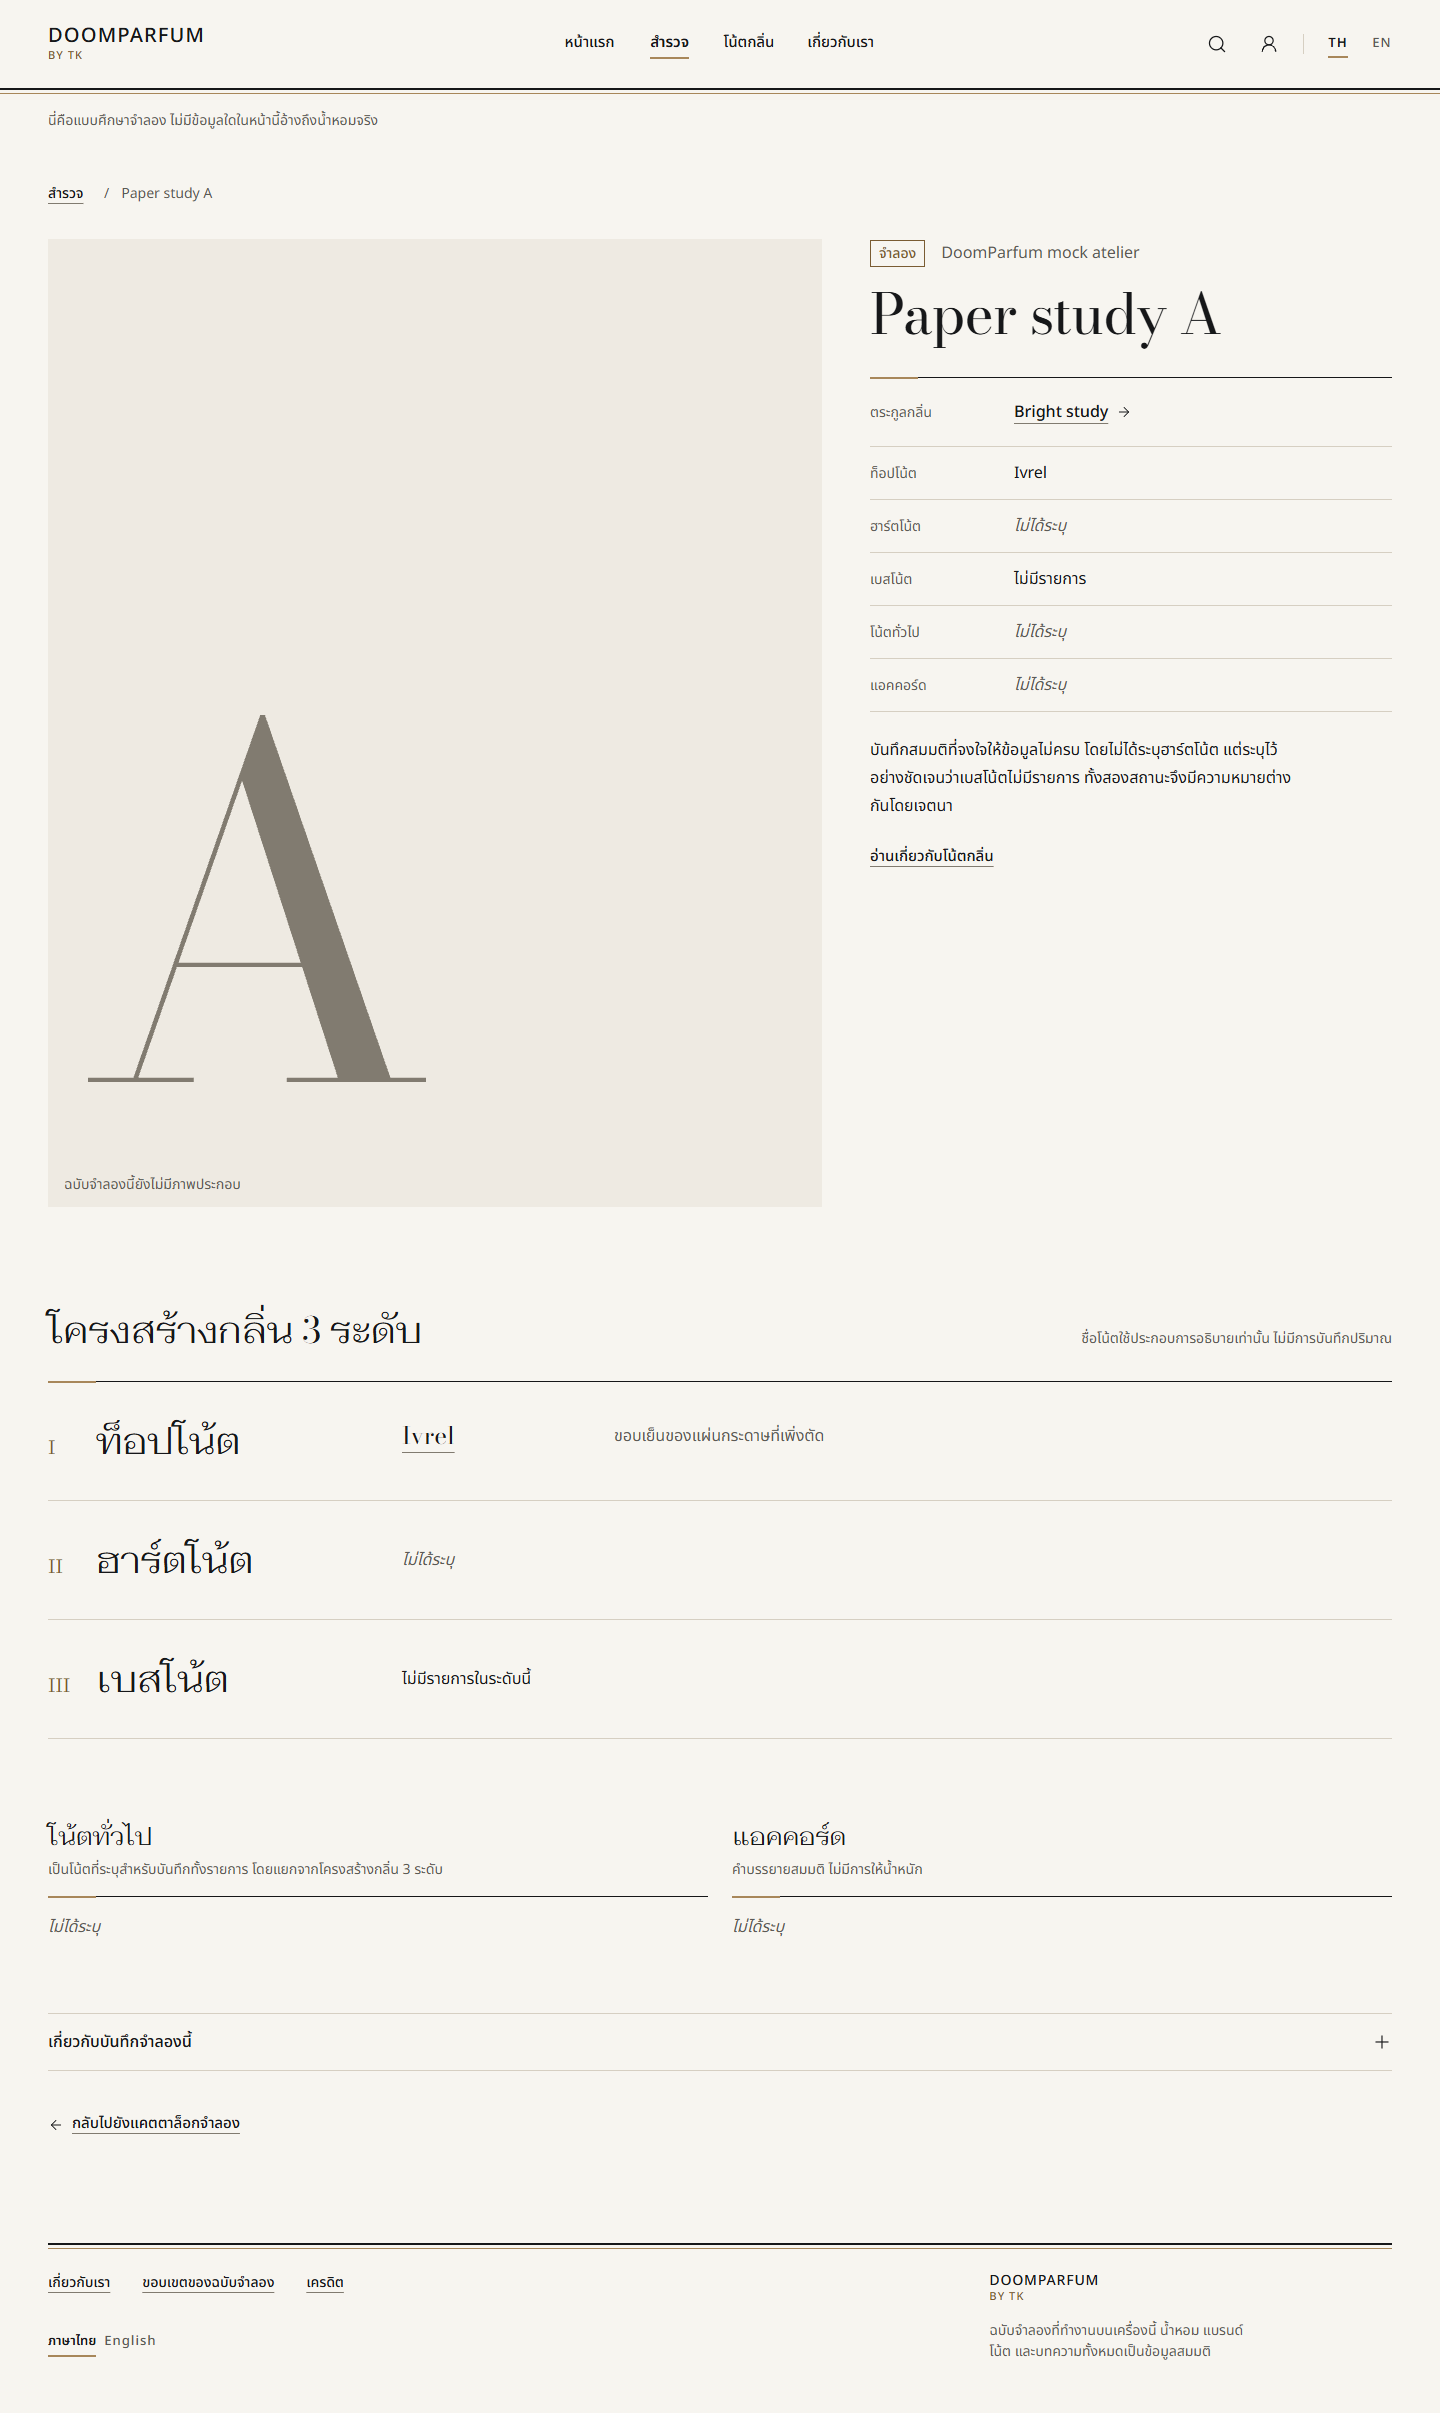 DOOMPARFUM
BY TK
หน้าแรก
สำรวจ
โน้ตกลิ่น
เกี่ยวกับเรา
TH
EN
นี่คือแบบศึกษาจำลอง ไม่มีข้อมูลใดในหน้านี้อ้างถึงน้ำหอมจริง
สำรวจ / Paper study A
จำลอง DoomParfum mock atelier
Paper study A
ตระกูลกลิ่น Bright study →
ท็อปโน้ต Ivrel
ฮาร์ตโน้ต ไม่ได้ระบุ
เบสโน้ต ไม่มีรายการ
โน้ตทั่วไป ไม่ได้ระบุ
แอคคอร์ด ไม่ได้ระบุ
บันทึกสมมติที่จงใจให้ข้อมูลไม่ครบ โดยไม่ได้ระบุฮาร์ตโน้ต แต่ระบุไว้
อย่างชัดเจนว่าเบสโน้ตไม่มีรายการ ทั้งสองสถานะจึงมีความหมายต่าง
กันโดยเจตนา
อ่านเกี่ยวกับโน้ตกลิ่น
A
ฉบับจำลองนี้ยังไม่มีภาพประกอบ
โครงสร้างกลิ่น 3 ระดับ
ชื่อโน้ตใช้ประกอบการอธิบายเท่านั้น ไม่มีการบันทึกปริมาณ
I ท็อปโน้ต Ivrel ขอบเย็นของแผ่นกระดาษที่เพิ่งตัด
II ฮาร์ตโน้ต ไม่ได้ระบุ
III เบสโน้ต ไม่มีรายการในระดับนี้
โน้ตทั่วไป
เป็นโน้ตที่ระบุสำหรับบันทึกทั้งรายการ โดยแยกจากโครงสร้างกลิ่น 3 ระดับ
ไม่ได้ระบุ
แอคคอร์ด
คำบรรยายสมมติ ไม่มีการให้น้ำหนัก
ไม่ได้ระบุ
เกี่ยวกับบันทึกจำลองนี้
← กลับไปยังแคตตาล็อกจำลอง
เกี่ยวกับเรา
ขอบเขตของฉบับจำลอง
เครดิต
ภาษาไทย English
DOOMPARFUM
BY TK
ฉบับจำลองที่ทำงานบนเครื่องนี้ น้ำหอม แบรนด์
โน้ต และบทความทั้งหมดเป็นข้อมูลสมมติ